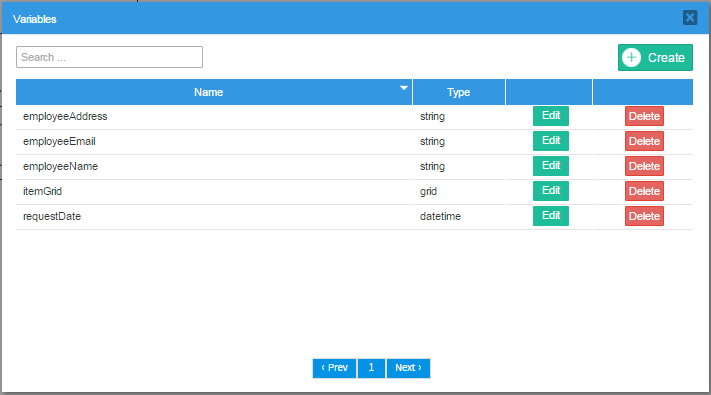 Variables
Search ...
Create
Name Type
employeeAddress string Edit Delete
employeeEmail string Edit Delete
employeeName string Edit Delete
itemGrid grid Edit Delete
requestDate datetime Edit Delete
‹ Prev 1 Next ›